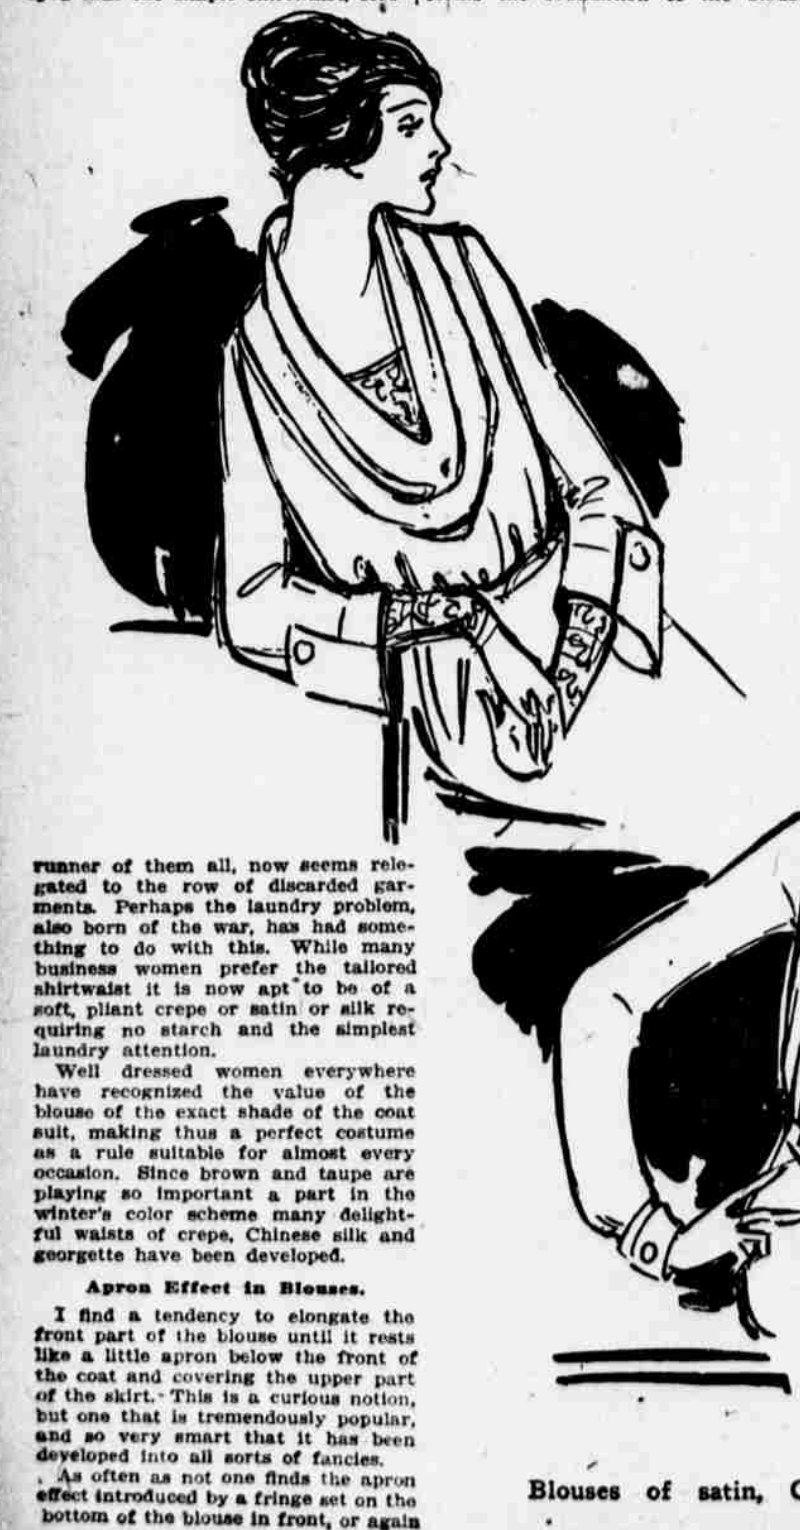 runner of them all, now seems rele-
gated to the row of discarded gar-
ments. Perhaps the laundry problem,
also born of the war, has had some-
thing to do with this. While many
business women prefer the tailored
shirtwaist it is now apt to be of a
soft, pliant crepe or satin or silk re-
quiring no starch and the simplest
laundry attention.
Well dressed women everywhere
have recognized the value of the
blouse of the exact shade of the coat
suit, making thus a perfect costume
as a rule suitable for almost every
occasion. Since brown and taupe are
playing so important a part in the
winter's color scheme many delight-
ful waists of crepe, Chinese silk and
georgette have been developed.
Apron Effect in Blouses.
I find a tendency to elongate the
front part of the blouse until it rests
like a little apron below the front of
the coat and covering the upper part
of the skirt. This is a curious notion,
but one that is tremendously popular,
and so very smart that it has been
developed into all sorts of fancies.
As often as not one finds the apron
effect introduced by a fringe set on the
bottom of the blouse in front, or again
Blouses of satin,